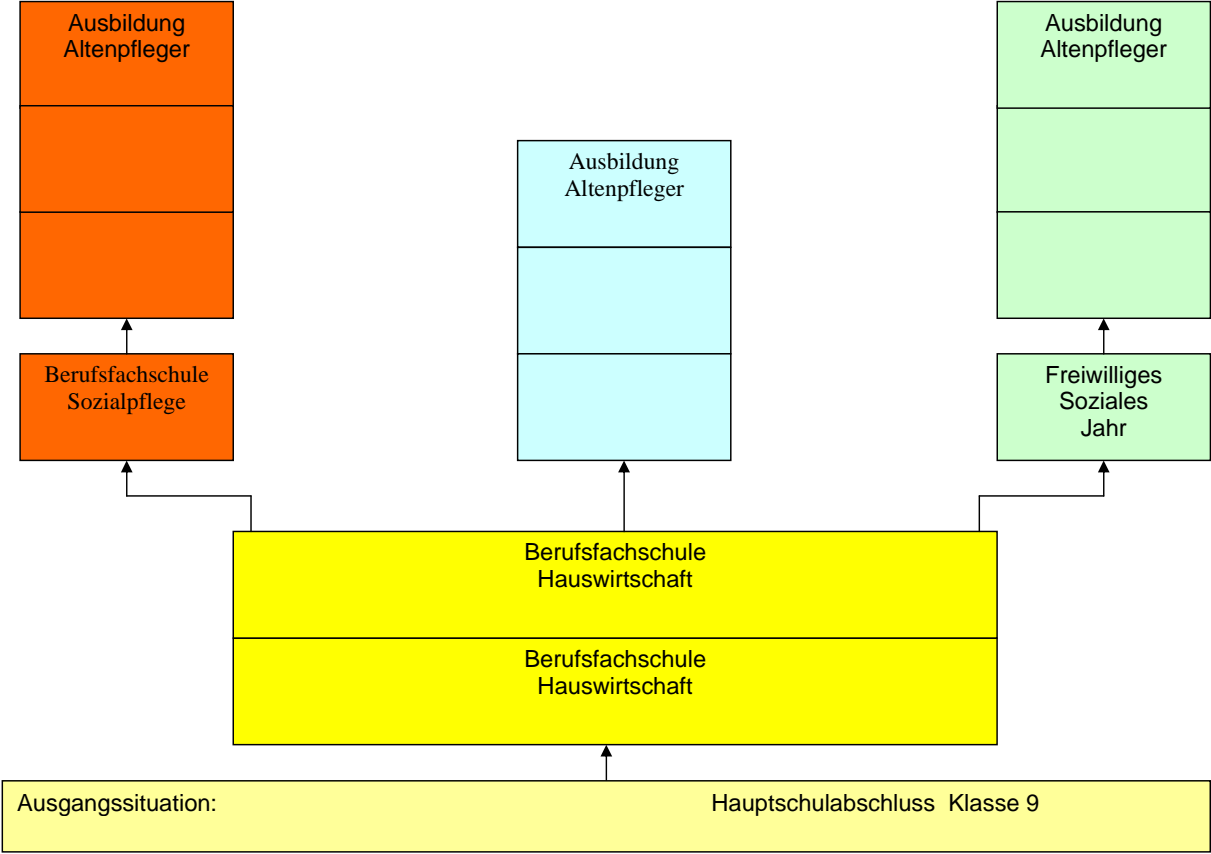 Ausbildung
Altenpfleger
Ausbildung
Altenpfleger
Ausbildung
Altenpfleger
Berufsfachschule
Sozialpflege
Freiwilliges
Soziales
Jahr
Berufsfachschule
Hauswirtschaft
Berufsfachschule
Hauswirtschaft
Ausgangssituation: Hauptschulabschluss Klasse 9